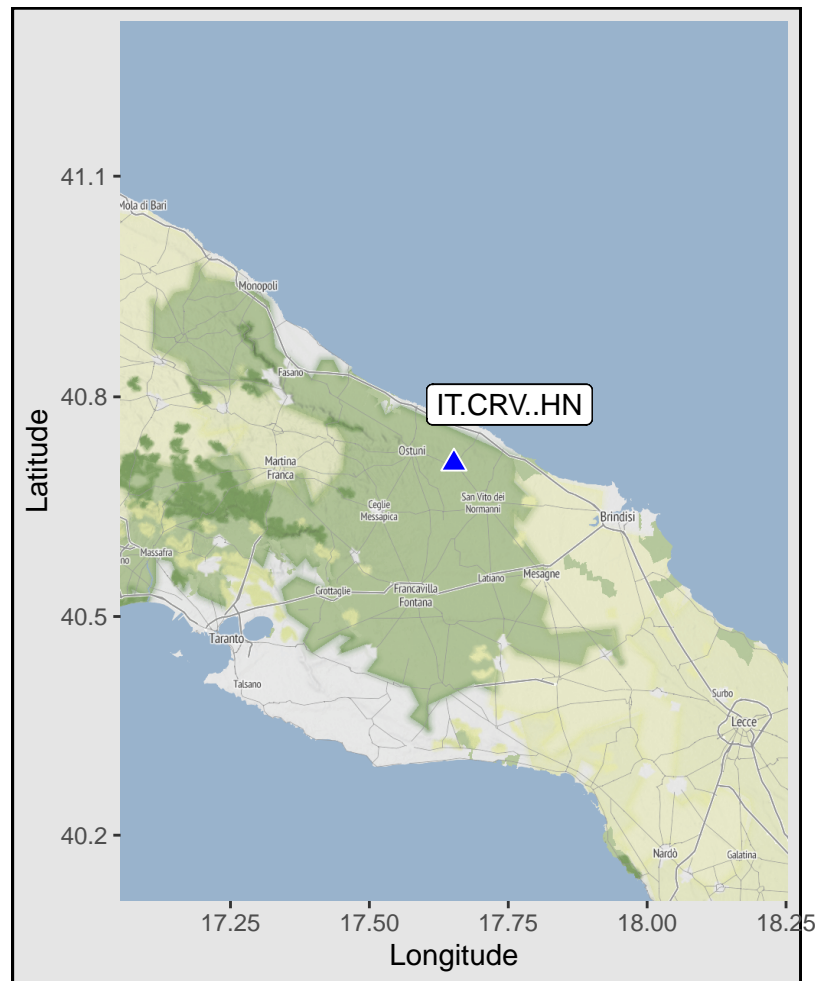 Latitude
41.1
40.8
40.5
40.2
Mola di Bari
Monopoli
Fasano
IT.CRV..HN
Ostuni
Martina
Franca
Ceglie
Messapica
San Vito dei
Normanni
Brindisi
Massafra
no
Mesagne
Latiano
Grottaglie
Francavilla
Fontana
Taranto
Talsano
Surbo
Lecce
Nardò
Galatina
17.25
17.50
17.75
18.00
18.25
Longitude